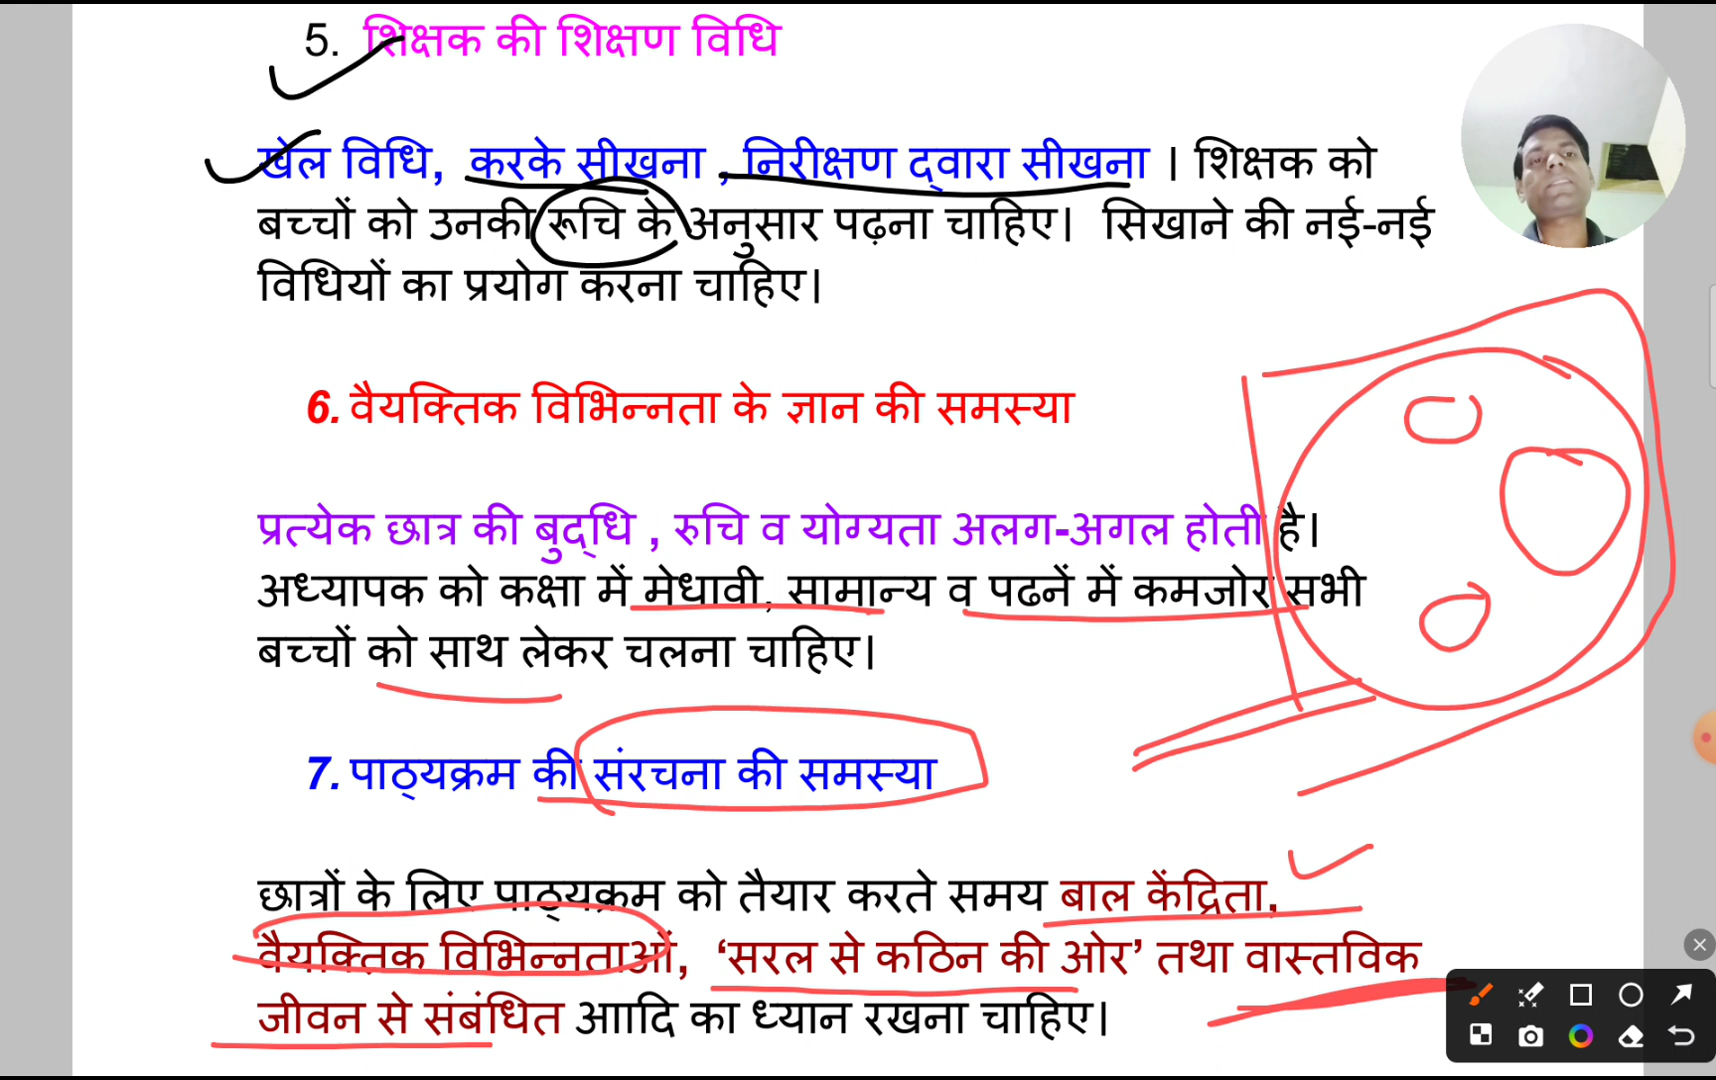 5. शिक्षक की शिक्षण विधि
खेल विधि, करके सीखना , निरीक्षण द्वारा सीखना । शिक्षक को
बच्चों को उनकी रूचि के अनुसार पढ़ना चाहिए। सिखाने की नई-नई
विधियों का प्रयोग करना चाहिए।
6. वैयक्तिक विभिन्नता के ज्ञान की समस्या
प्रत्येक छात्र की बुद्धि , रुचि व योग्यता अलग-अगल होती है।
अध्यापक को कक्षा में मेधावी, सामान्य व पढनें में कमजोर सभी
बच्चों को साथ लेकर चलना चाहिए।
7. पाठ्यक्रम की संरचना की समस्या
छात्रों के लिए पाठ्यक्रम को तैयार करते समय बाल केंद्रिता,
वैयक्तिक विभिन्नताओं, ‘सरल से कठिन की ओर’ तथा वास्तविक
जीवन से संबंधित आादि का ध्यान रखना चाहिए।